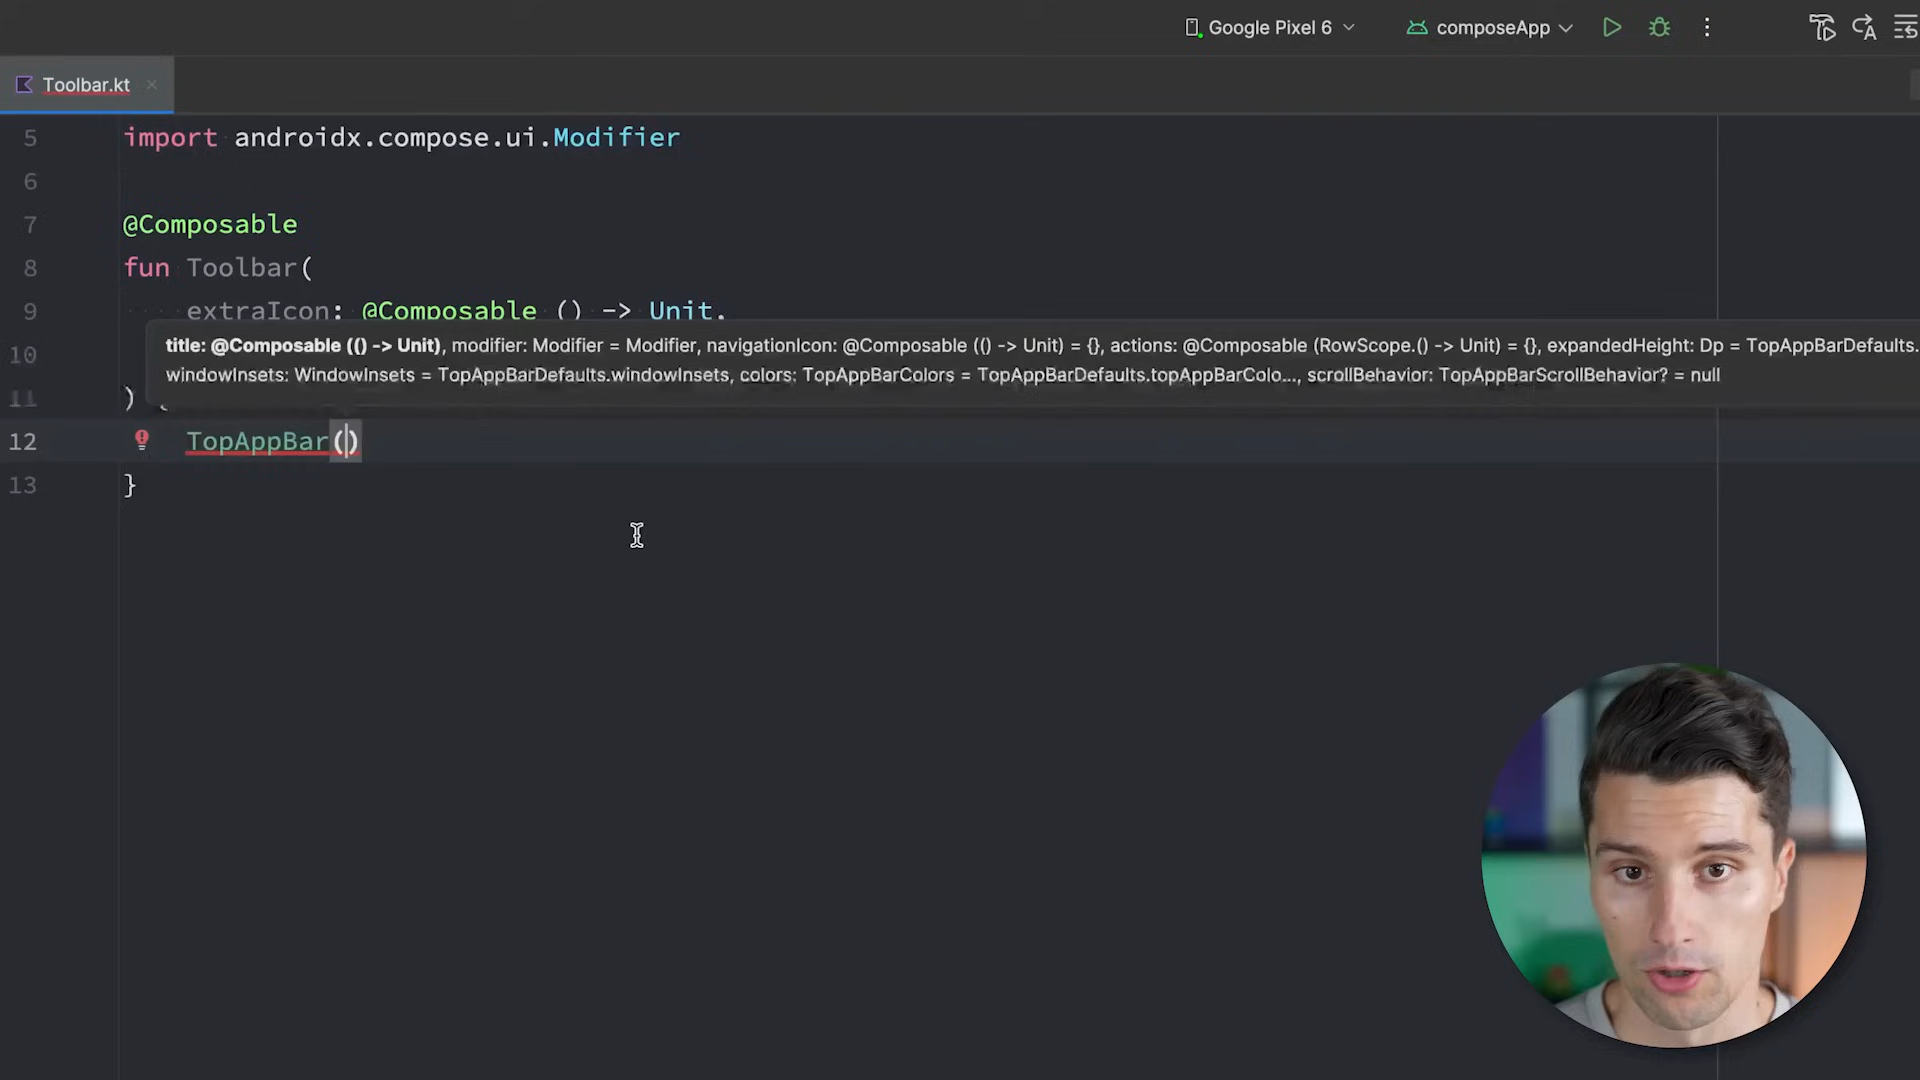 Google Pixel 6
composeApp
Toolbar.kt
5 import androidx.compose.ui.Modifier
6
7 @Composable
8 fun Toolbar(
9 extraIcon: @Composable () -> Unit,
10
title: @Composable (() -> Unit), modifier: Modifier = Modifier, navigationIcon: @Composable (() -> Unit) = {}, actions: @Composable (RowScope.() -> Unit) = {}, expandedHeight: Dp = TopAppBarDefaults.
windowInsets: WindowInsets = TopAppBarDefaults.windowInsets, colors: TopAppBarColors = TopAppBarDefaults.topAppBarColo..., scrollBehavior: TopAppBarScrollBehavior? = null
11 ) {
12 TopAppBar()
13 }